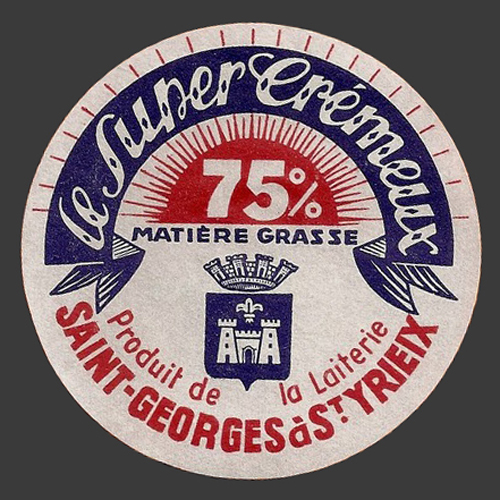 le Super Crémeux
75%
MATIÈRE GRASSE
Produit de la Laiterie
SAINT-GEORGES à ST YRIEIX